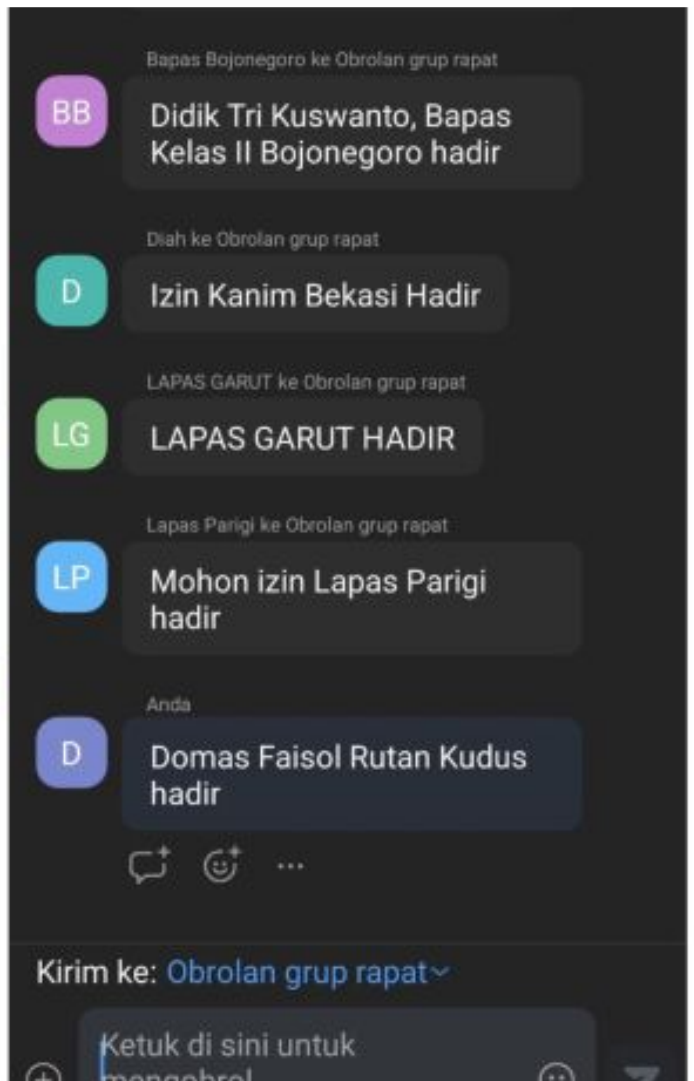 Bapas Bojonegoro ke Obrolan grup rapat
BB
Didik Tri Kuswanto, Bapas
Kelas II Bojonegoro hadir
Diah ke Obrolan grup rapat
D
Izin Kanim Bekasi Hadir
LAPAS GARUT ke Obrolan grup rapat
LG
LAPAS GARUT HADIR
Lapas Parigi ke Obrolan grup rapat
LP
Mohon izin Lapas Parigi
hadir
Anda
D
Domas Faisol Rutan Kudus
hadir
Kirim ke: Obrolan grup rapat
Ketuk di sini untuk
mengobrol